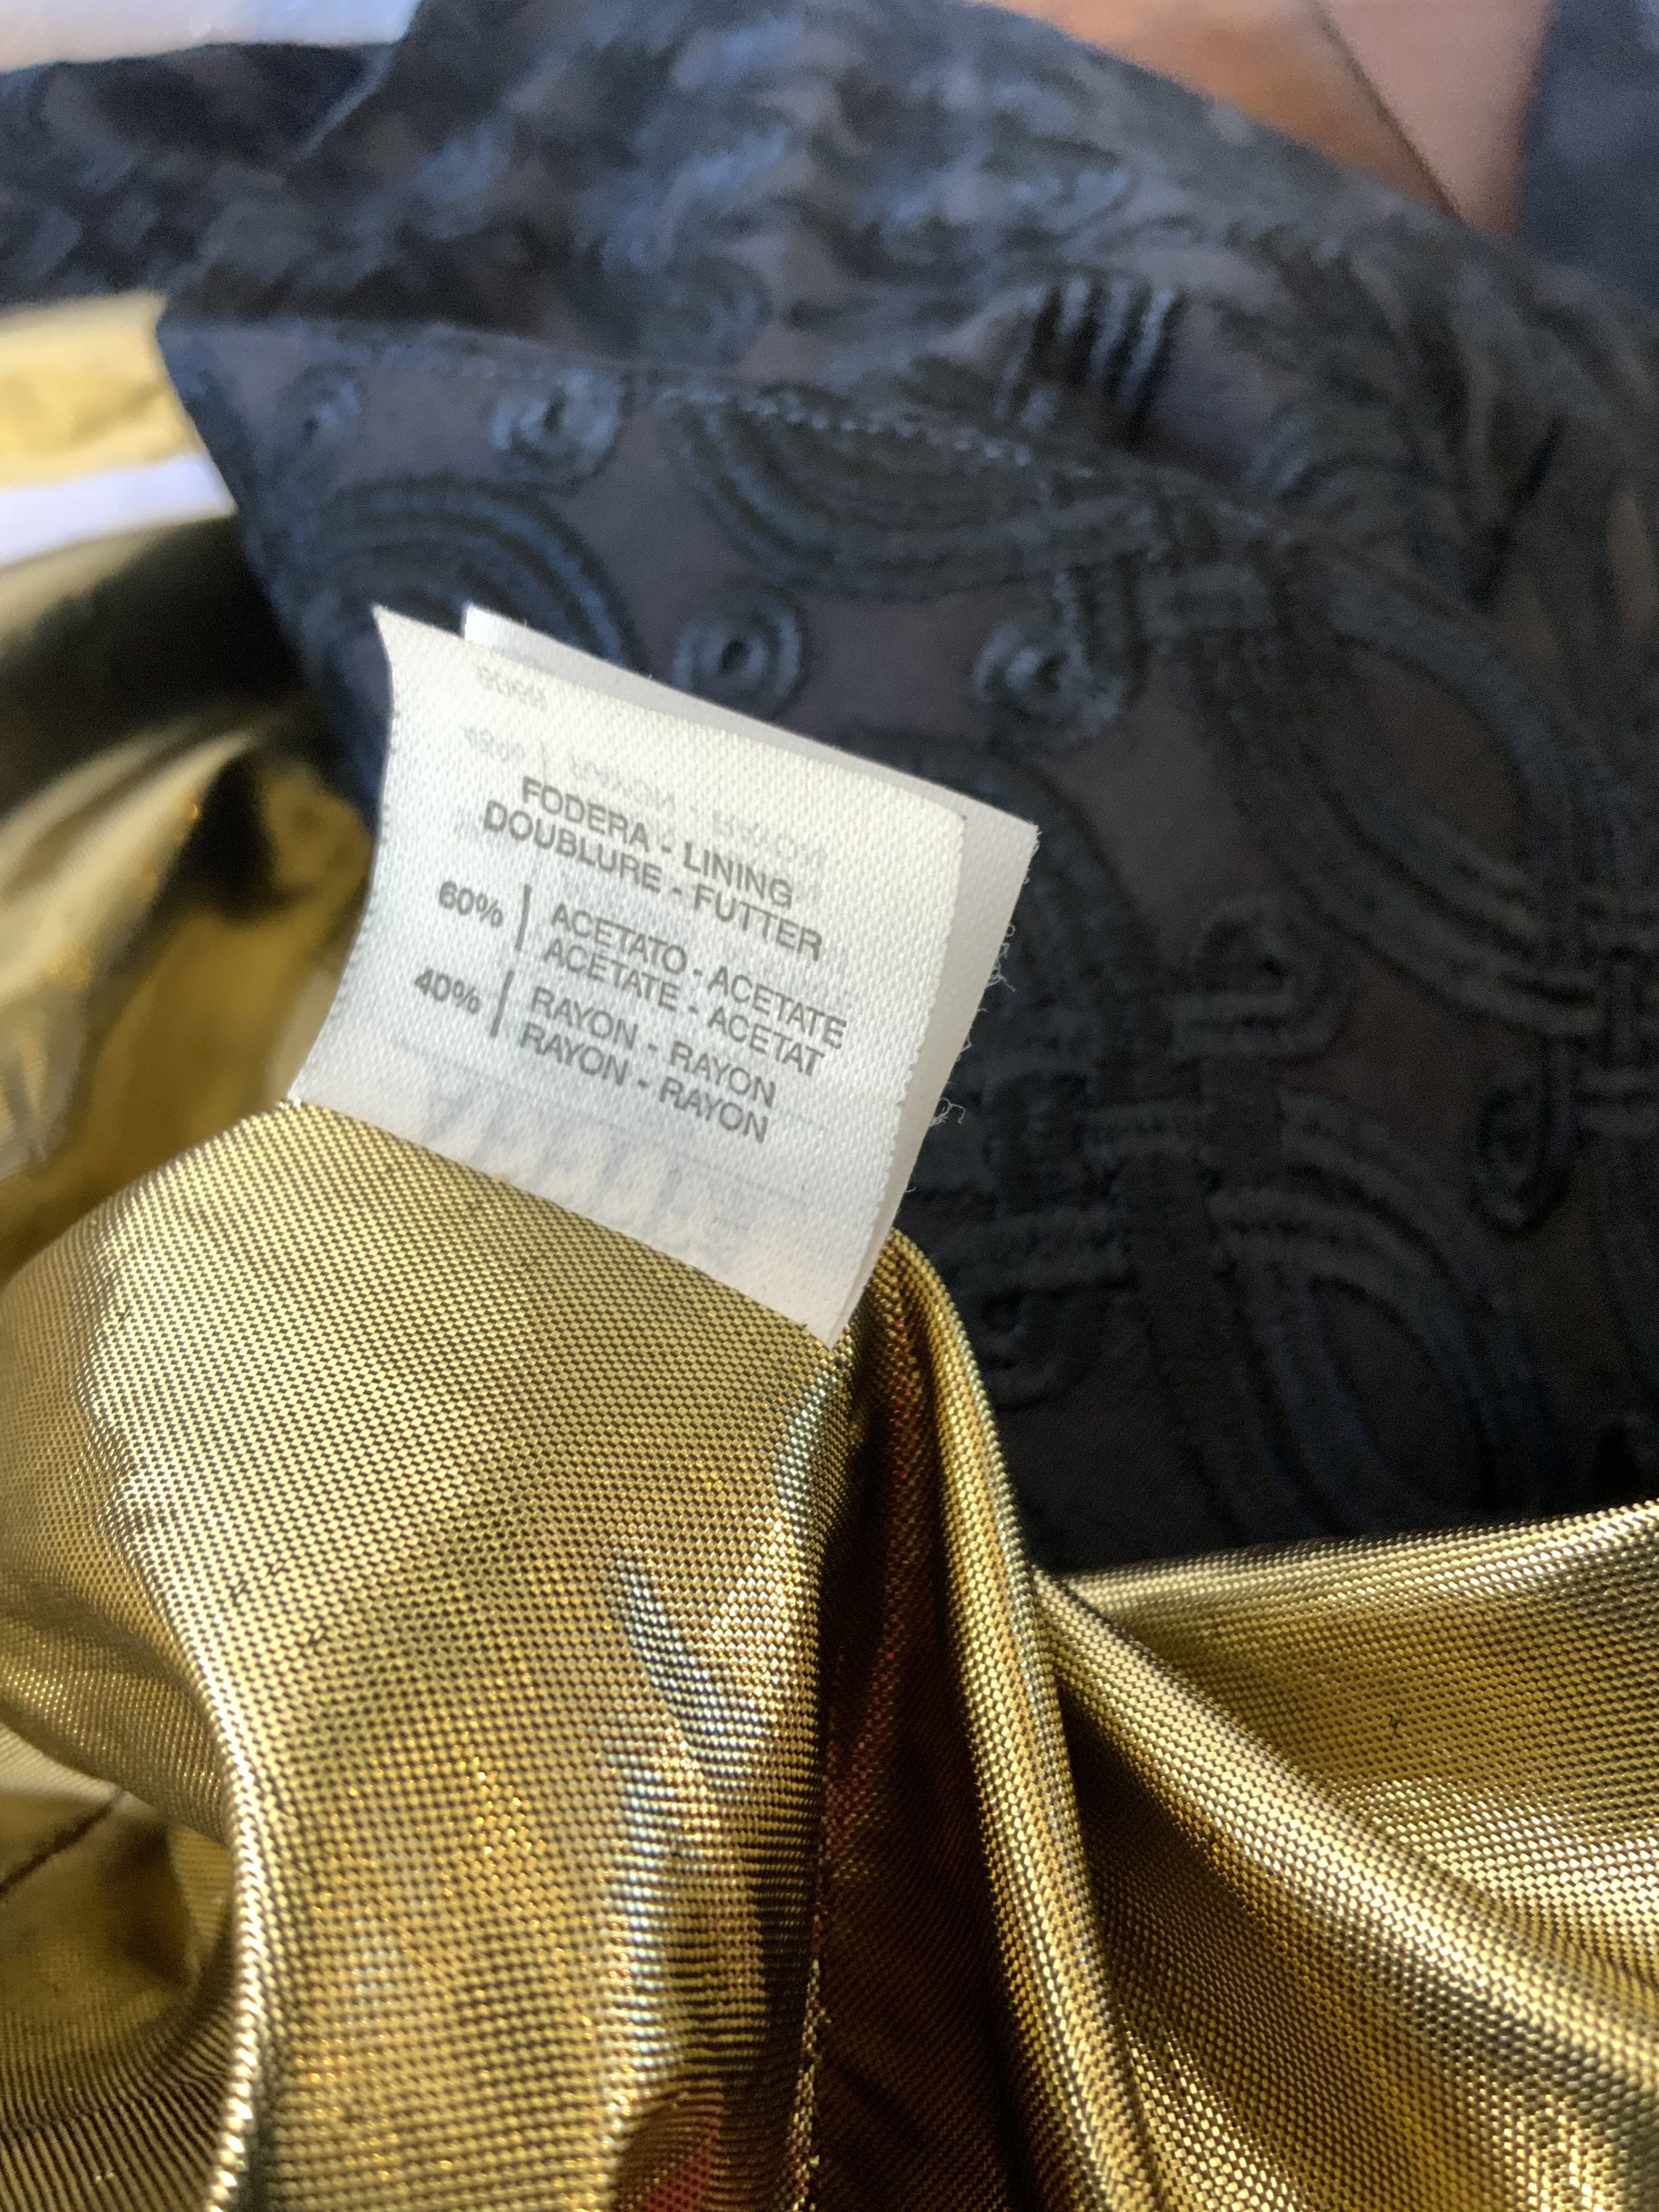 FODERA - LINING
DOUBLURE - FUTTER
60% | ACETATO - ACETATE
ACETATE - ACETAT
40% | RAYON - RAYON
RAYON - RAYON